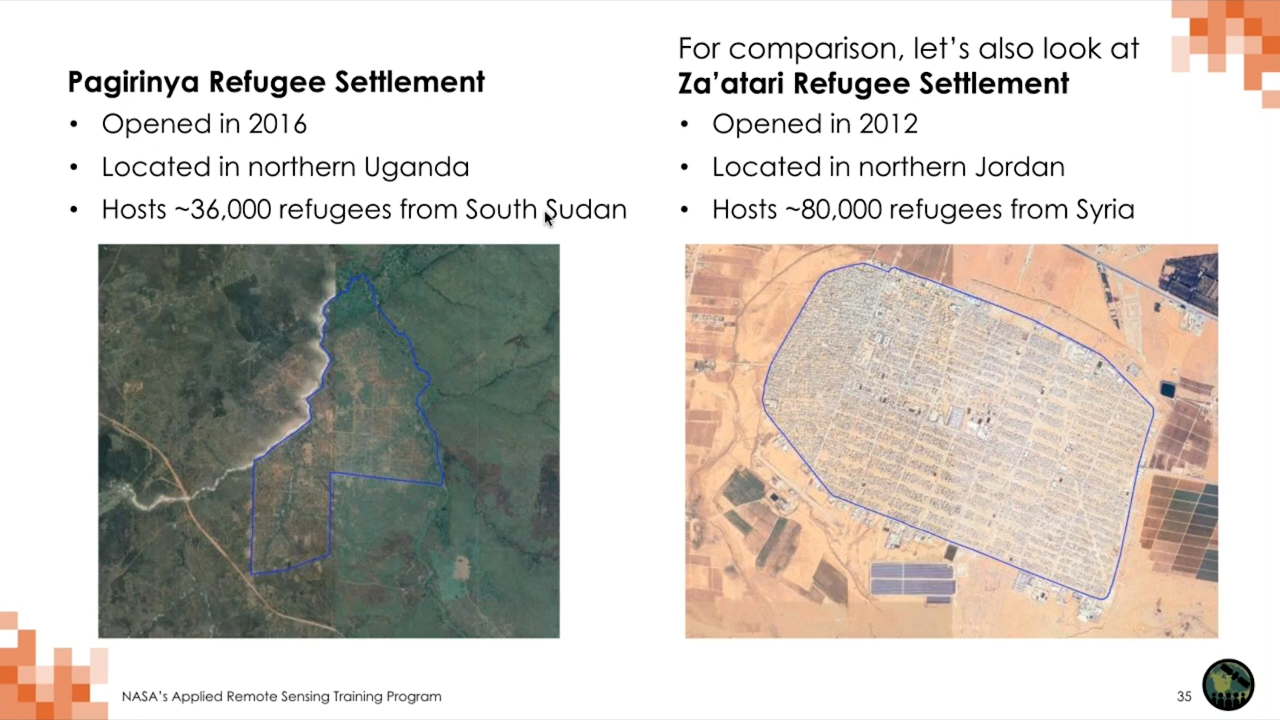 Pagirinya Refugee Settlement
• Opened in 2016
• Located in northern Uganda
• Hosts ~36,000 refugees from South Sudan
For comparison, let’s also look at
Za’atari Refugee Settlement
• Opened in 2012
• Located in northern Jordan
• Hosts ~80,000 refugees from Syria
NASA’s Applied Remote Sensing Training Program
35